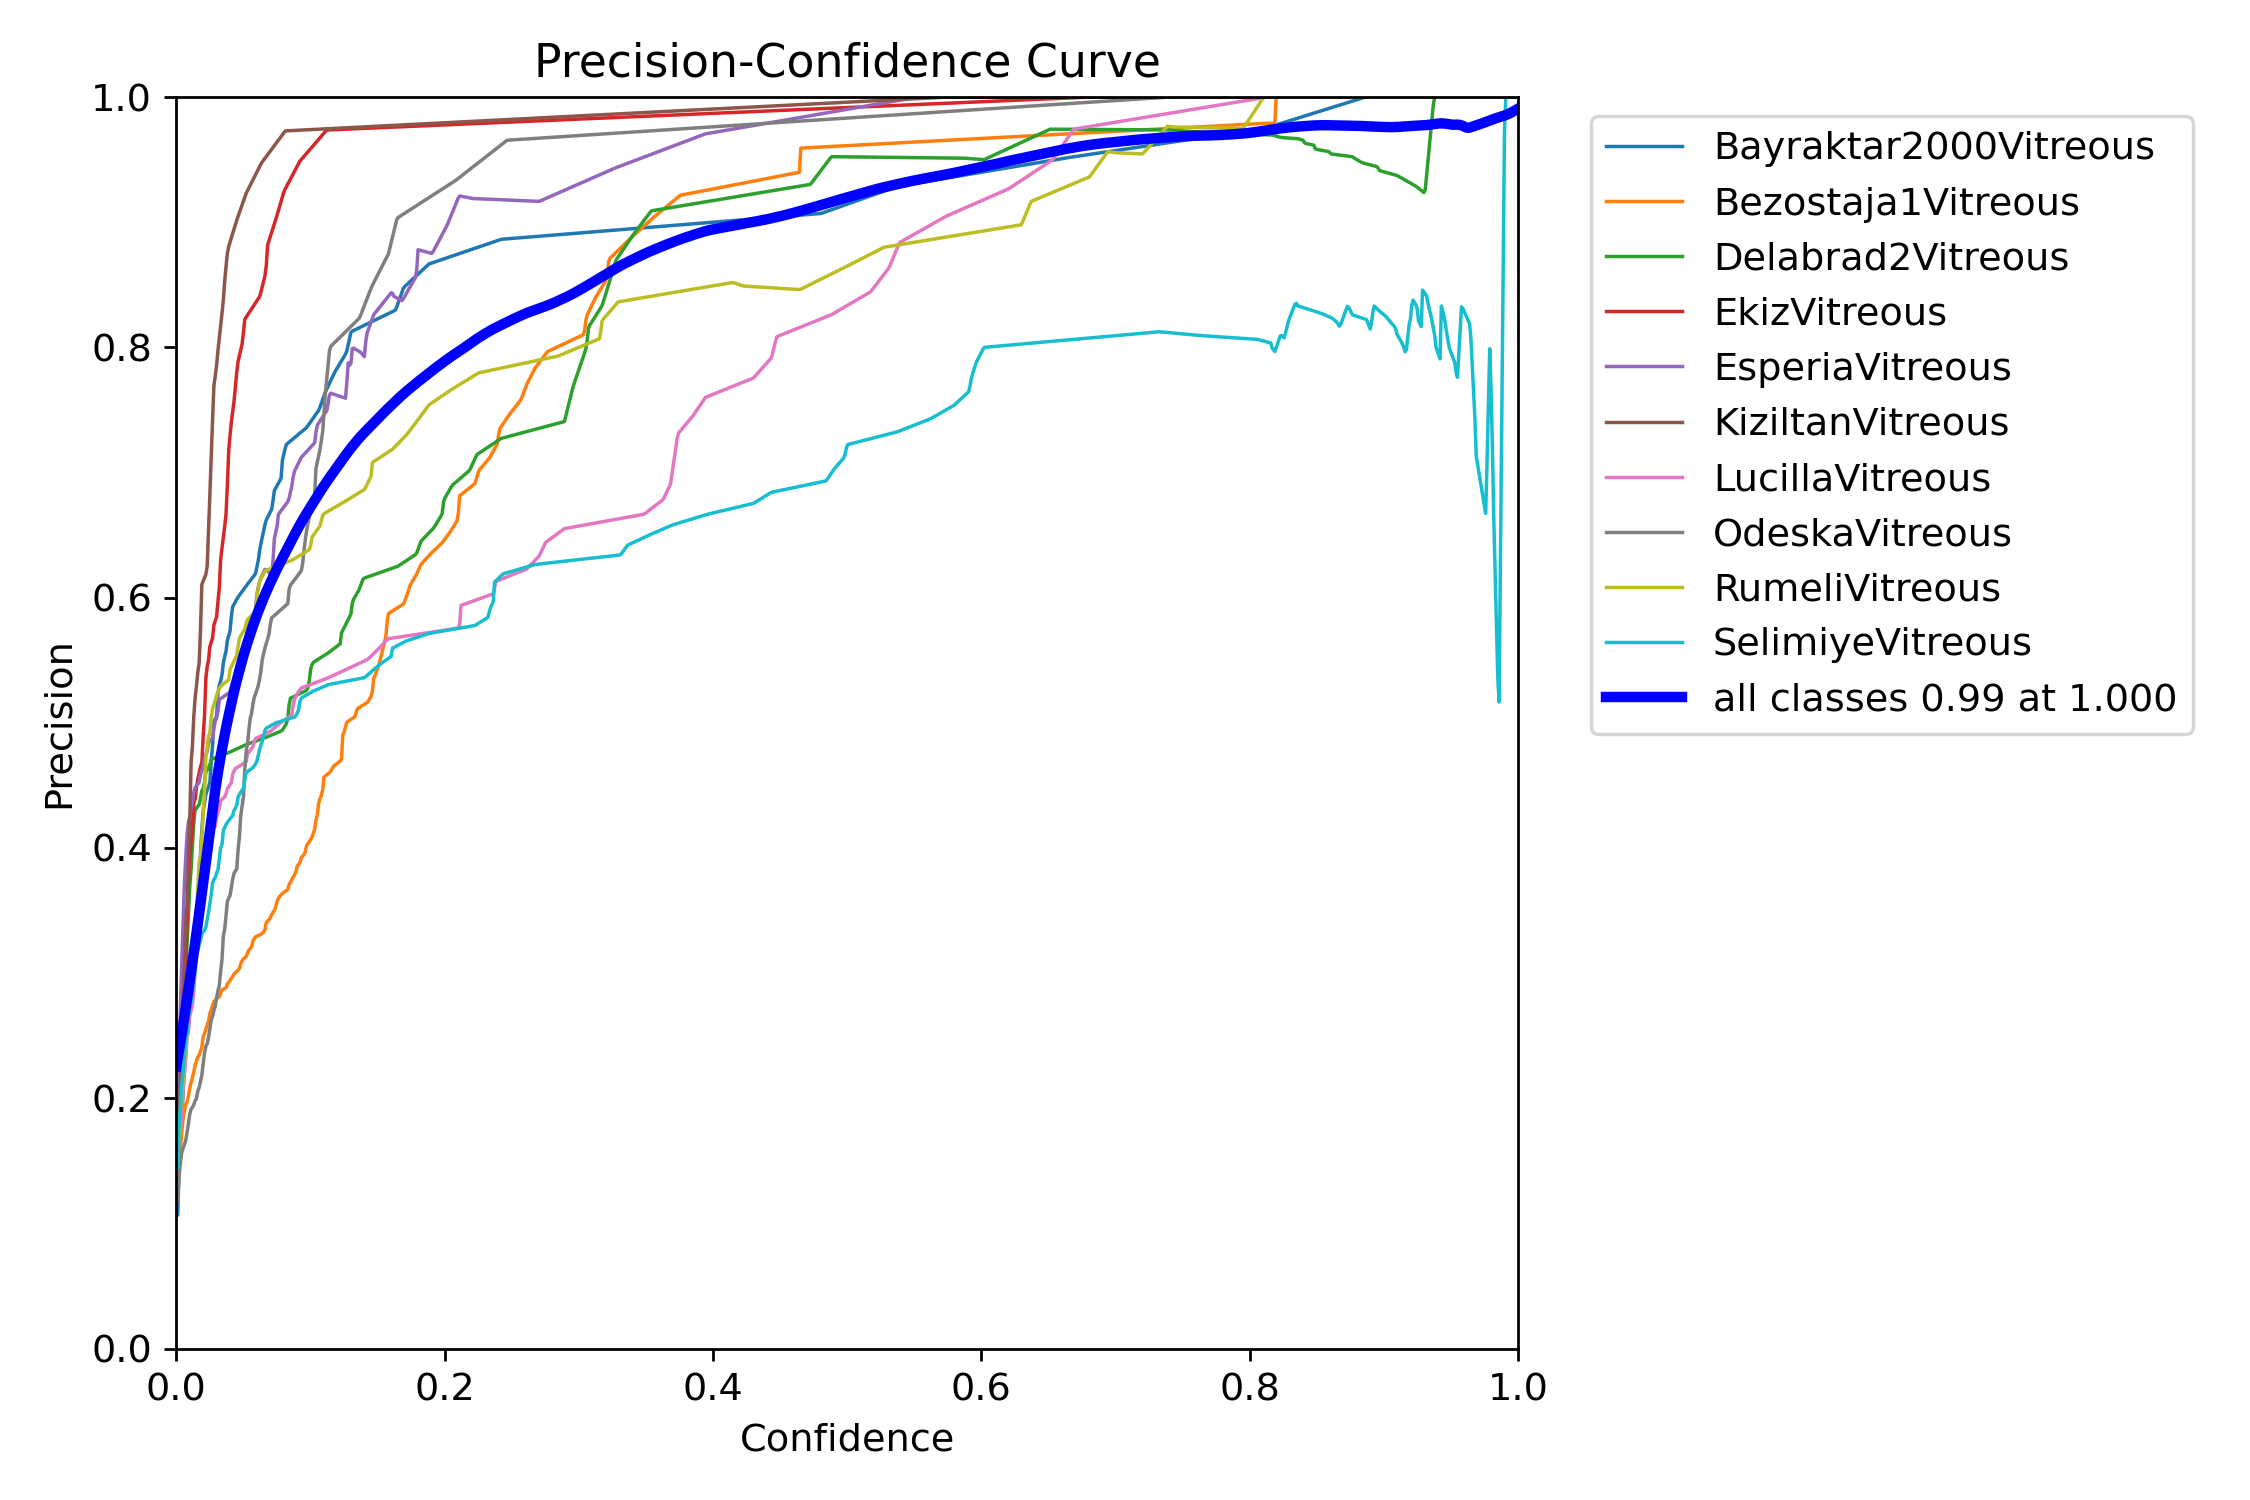 Precision-Confidence Curve
1.0
0.8
0.6
0.4
0.2
0.0
Precision
0.0 0.2 0.4 0.6 0.8 1.0
Confidence
Bayraktar2000Vitreous
Bezostaja1Vitreous
Delabrad2Vitreous
EkizVitreous
EsperiaVitreous
KiziltanVitreous
LucillaVitreous
OdeskaVitreous
RumeliVitreous
SelimiyeVitreous
all classes 0.99 at 1.000